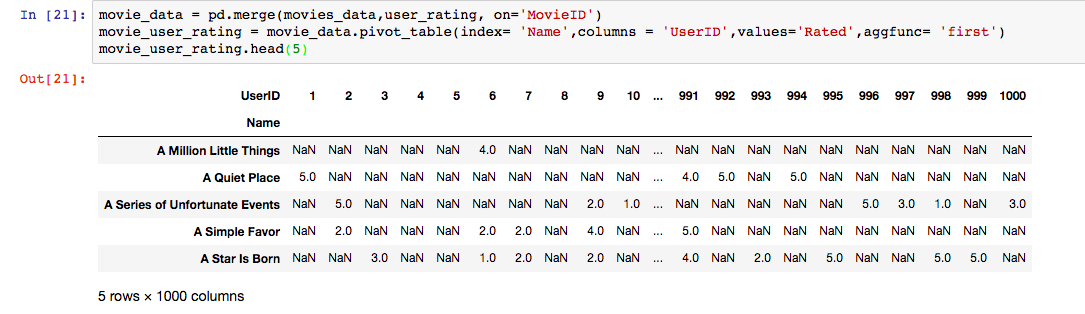 In [21]: movie_data = pd.merge(movies_data,user_rating, on='MovieID')
movie_user_rating = movie_data.pivot_table(index= 'Name',columns = 'UserID',values='Rated',aggfunc= 'first')
movie_user_rating.head(5)
Out[21]:
UserID 1 2 3 4 5 6 7 8 9 10 ... 991 992 993 994 995 996 997 998 999 1000
Name
A Million Little Things NaN NaN NaN NaN NaN 4.0 NaN NaN NaN NaN ... NaN NaN NaN NaN NaN NaN NaN NaN NaN NaN
A Quiet Place 5.0 NaN NaN NaN NaN NaN NaN NaN NaN NaN ... 4.0 5.0 NaN 5.0 NaN NaN NaN NaN NaN NaN
A Series of Unfortunate Events NaN 5.0 NaN NaN NaN NaN NaN NaN 2.0 1.0 ... NaN NaN NaN NaN NaN 5.0 3.0 1.0 NaN 3.0
A Simple Favor NaN 2.0 NaN NaN NaN 2.0 2.0 NaN 4.0 NaN ... 5.0 NaN NaN NaN NaN NaN NaN NaN NaN NaN
A Star Is Born NaN NaN 3.0 NaN NaN 1.0 2.0 NaN 2.0 NaN ... 4.0 NaN 2.0 NaN 5.0 NaN NaN 5.0 5.0 NaN
5 rows × 1000 columns